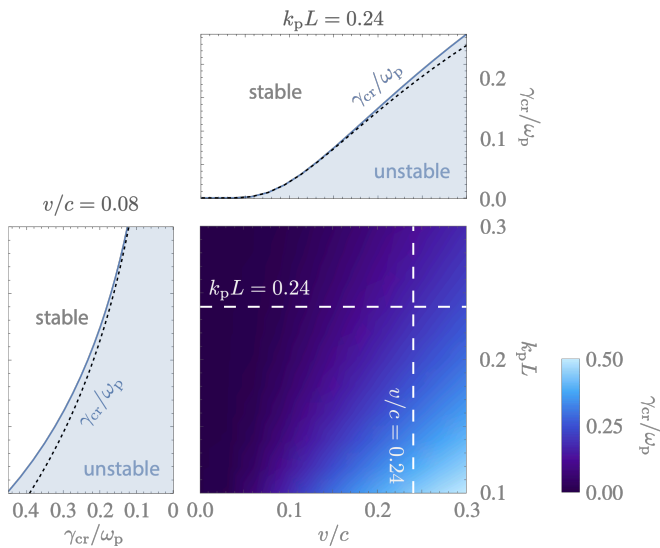 k_p L = 0.24
stable
γ_cr/ω_p
unstable
0.2
0.1
0.0
γ_cr/ω_p
v/c = 0.08
stable
γ_cr/ω_p
unstable
0.4 0.3 0.2 0.1 0
γ_cr/ω_p
k_p L = 0.24
v/c = 0.24
0.3
0.2
0.1
k_p L
0.0 0.1 0.2 0.3
v/c
0.50
0.25
0.00
γ_cr/ω_p